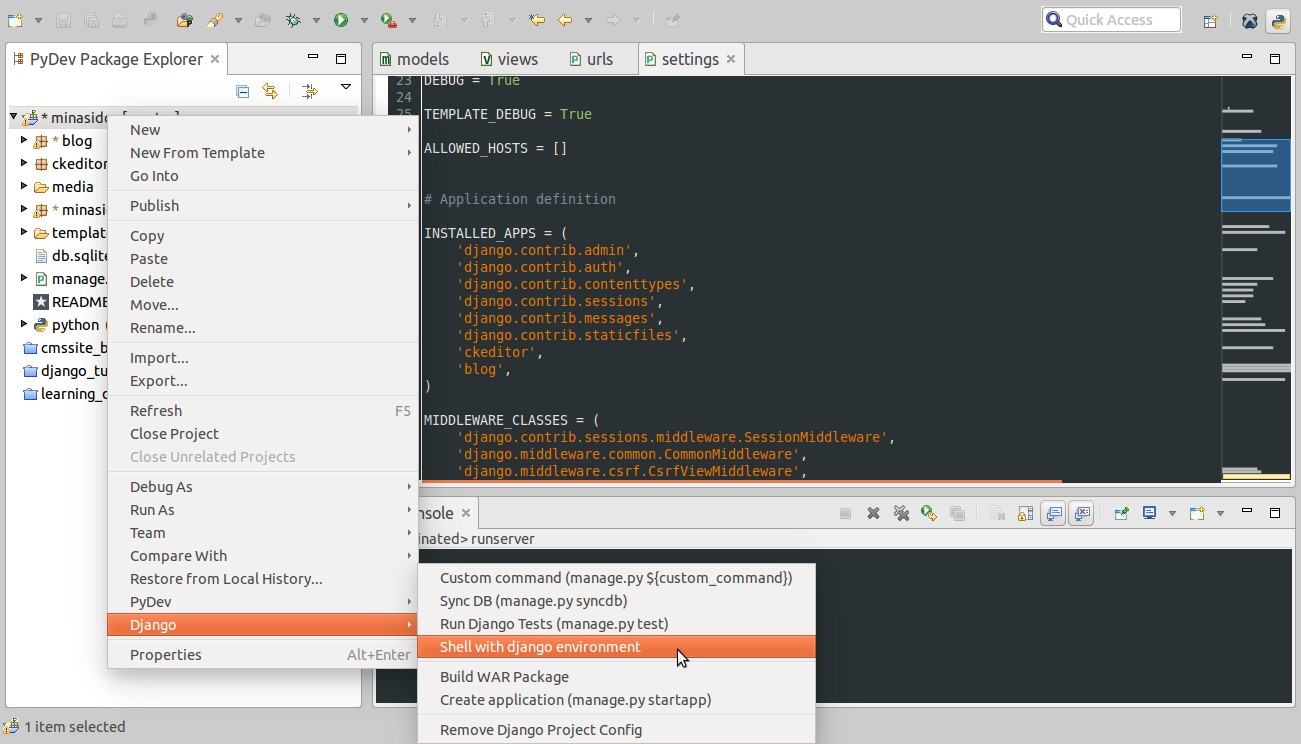 Quick Access
PyDev Package Explorer
models
views
urls
settings
* minasid
* blog
ckeditor
media
* minasi
templat
db.sqlite
manage.
README
python
cmssite_b
django_tu
learning_
1 item selected
New
New From Template
Go Into
Publish
Copy
Paste
Delete
Move...
Rename...
Import...
Export...
Refresh F5
Close Project
Close Unrelated Projects
Debug As
Run As
Team
Compare With
Restore from Local History...
PyDev
Django
Properties Alt+Enter
23 DEBUG = True
24
25 TEMPLATE_DEBUG = True
ALLOWED_HOSTS = []
# Application definition
INSTALLED_APPS = (
'django.contrib.admin',
'django.contrib.auth',
'django.contrib.contenttypes',
'django.contrib.sessions',
'django.contrib.messages',
'django.contrib.staticfiles',
'ckeditor',
'blog',
)
MIDDLEWARE_CLASSES = (
'django.contrib.sessions.middleware.SessionMiddleware',
'django.middleware.common.CommonMiddleware',
'django.middleware.csrf.CsrfViewMiddleware',
nsole
inated> runserver
Custom command (manage.py ${custom_command})
Sync DB (manage.py syncdb)
Run Django Tests (manage.py test)
Shell with django environment
Build WAR Package
Create application (manage.py startapp)
Remove Django Project Config